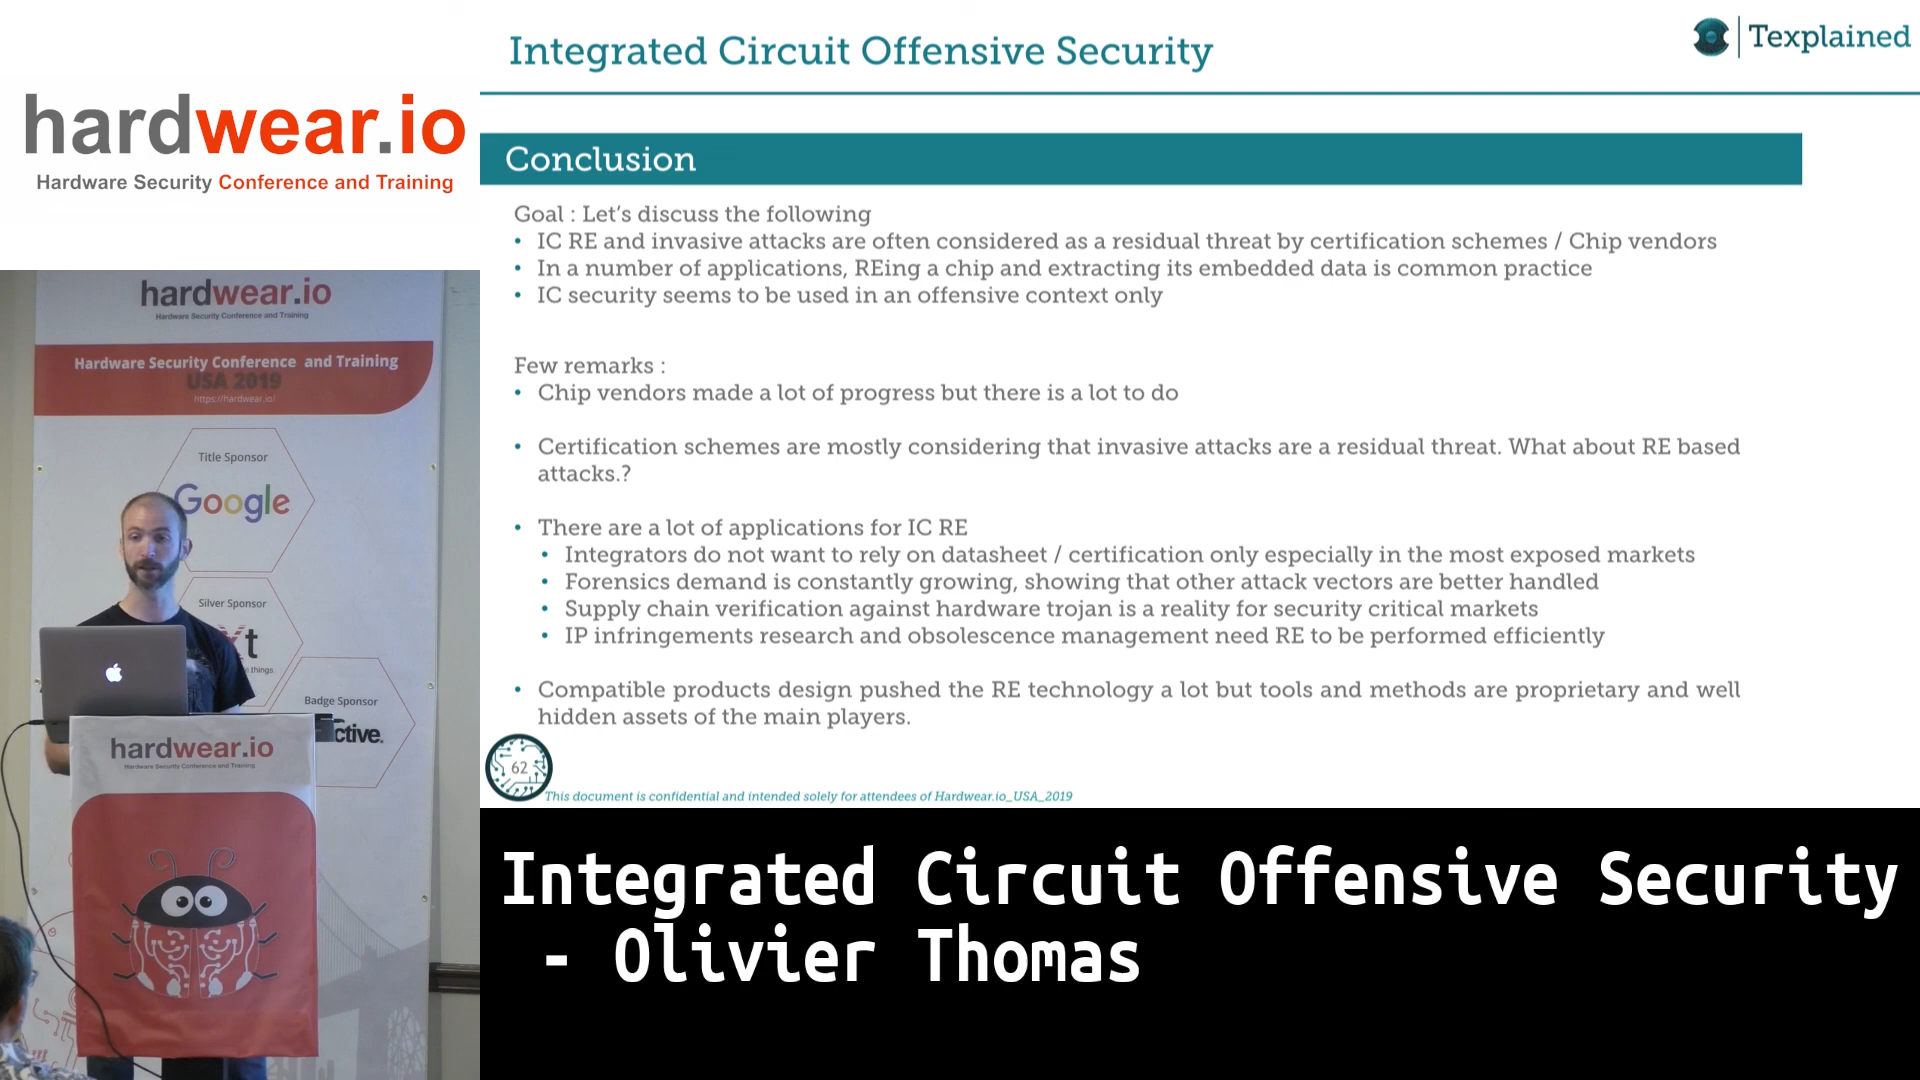 Integrated Circuit Offensive Security
Texplained
hardwear.io
Hardware Security Conference and Training
Conclusion
Goal : Let's discuss the following
• IC RE and invasive attacks are often considered as a residual threat by certification schemes / Chip vendors
• In a number of applications, REing a chip and extracting its embedded data is common practice
• IC security seems to be used in an offensive context only
Few remarks :
• Chip vendors made a lot of progress but there is a lot to do
• Certification schemes are mostly considering that invasive attacks are a residual threat. What about RE based
attacks.?
• There are a lot of applications for IC RE
• Integrators do not want to rely on datasheet / certification only especially in the most exposed markets
• Forensics demand is constantly growing, showing that other attack vectors are better handled
• Supply chain verification against hardware trojan is a reality for security critical markets
• IP infringements research and obsolescence management need RE to be performed efficiently
• Compatible products design pushed the RE technology a lot but tools and methods are proprietary and well
hidden assets of the main players.
62
This document is confidential and intended solely for attendees of Hardwear.io_USA_2019
hardwear.io
Hardware Security Conference and Training
Hardware Security Conference and Training
USA 2019
https://hardwear.io/
Title Sponsor
Google
Silver Sponsor
t
things
Badge Sponsor
ctive.
hardwear.io
Hardware Security Conference and Training
Integrated Circuit Offensive Security
- Olivier Thomas